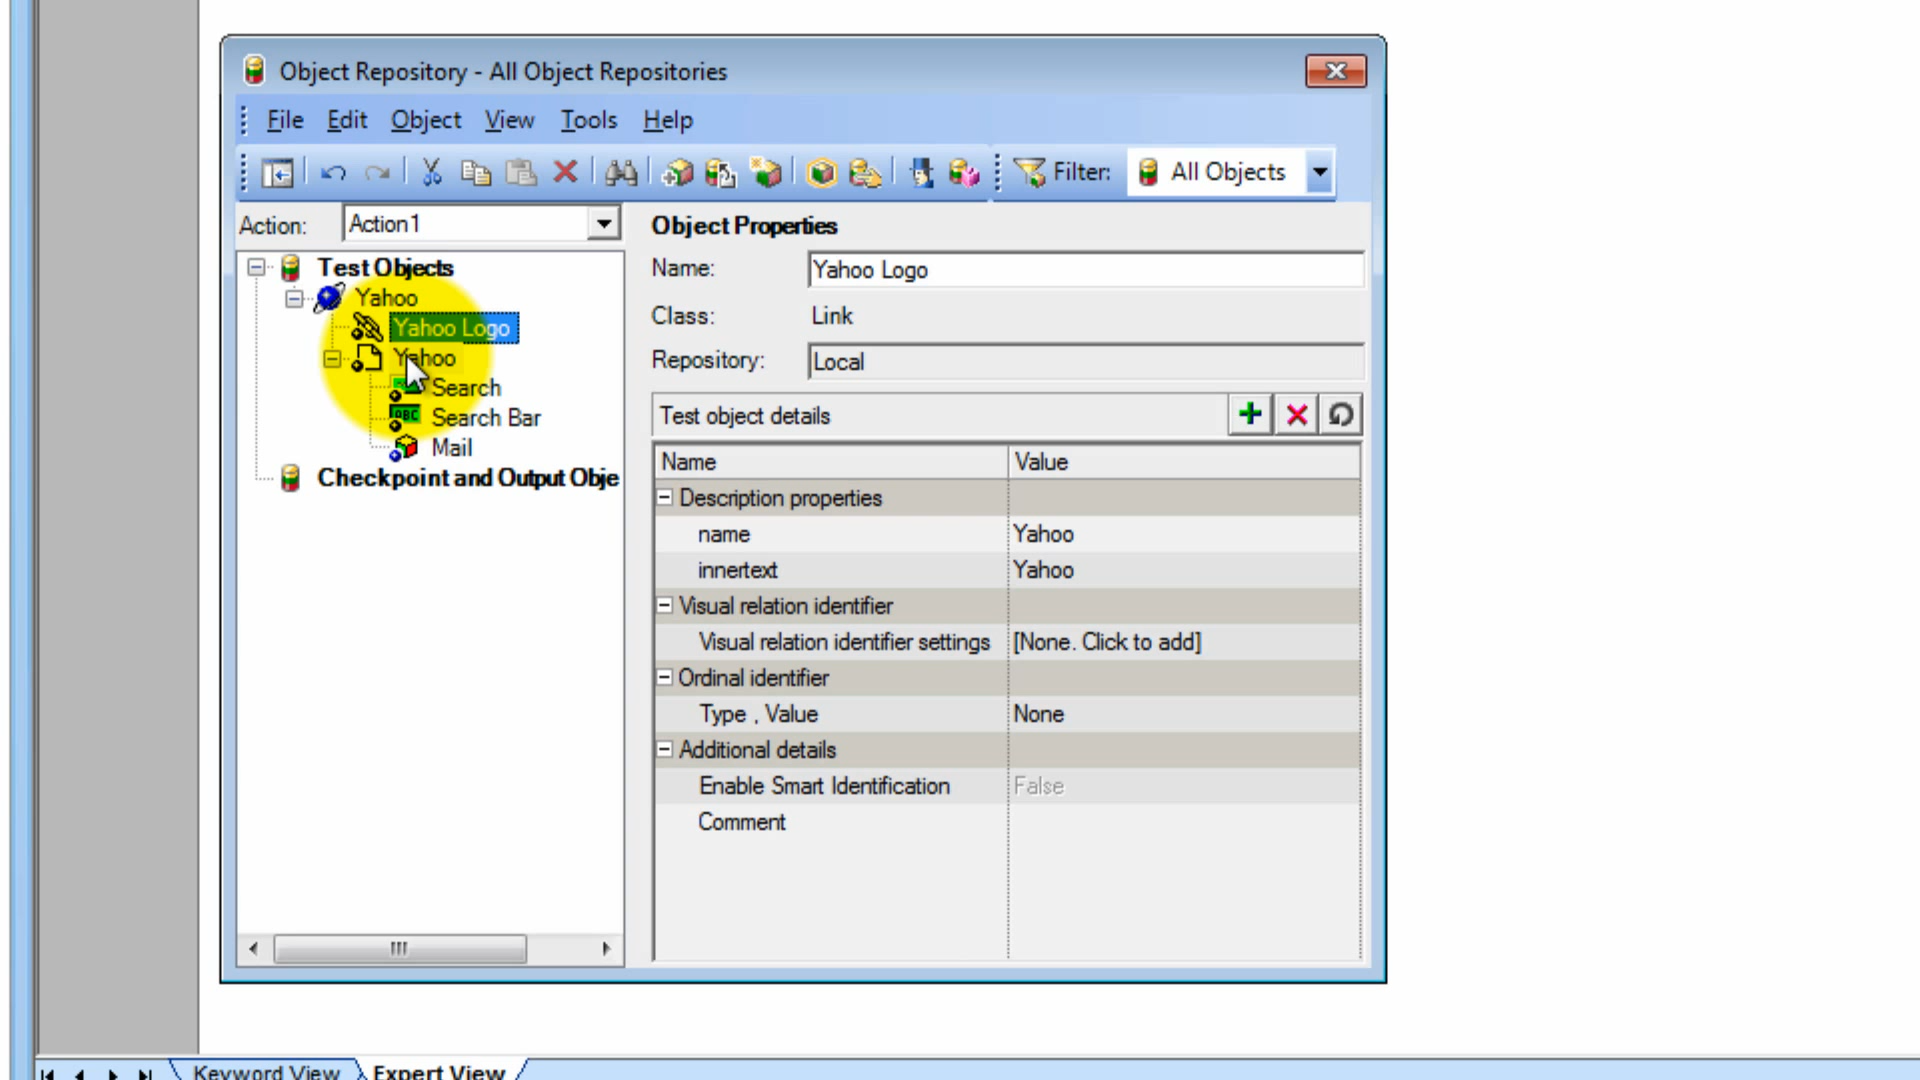 Object Repository - All Object Repositories
File Edit Object View Tools Help
Filter: All Objects
Action: Action1
Test Objects
Yahoo
Yahoo Logo
Yahoo
Search
ABC Search Bar
Mail
Checkpoint and Output Obje
Object Properties
Name: Yahoo Logo
Class: Link
Repository: Local
Test object details
Name Value
Description properties
name Yahoo
innertext Yahoo
Visual relation identifier
Visual relation identifier settings [None. Click to add]
Ordinal identifier
Type , Value None
Additional details
Enable Smart Identification False
Comment
Keyword View Expert View